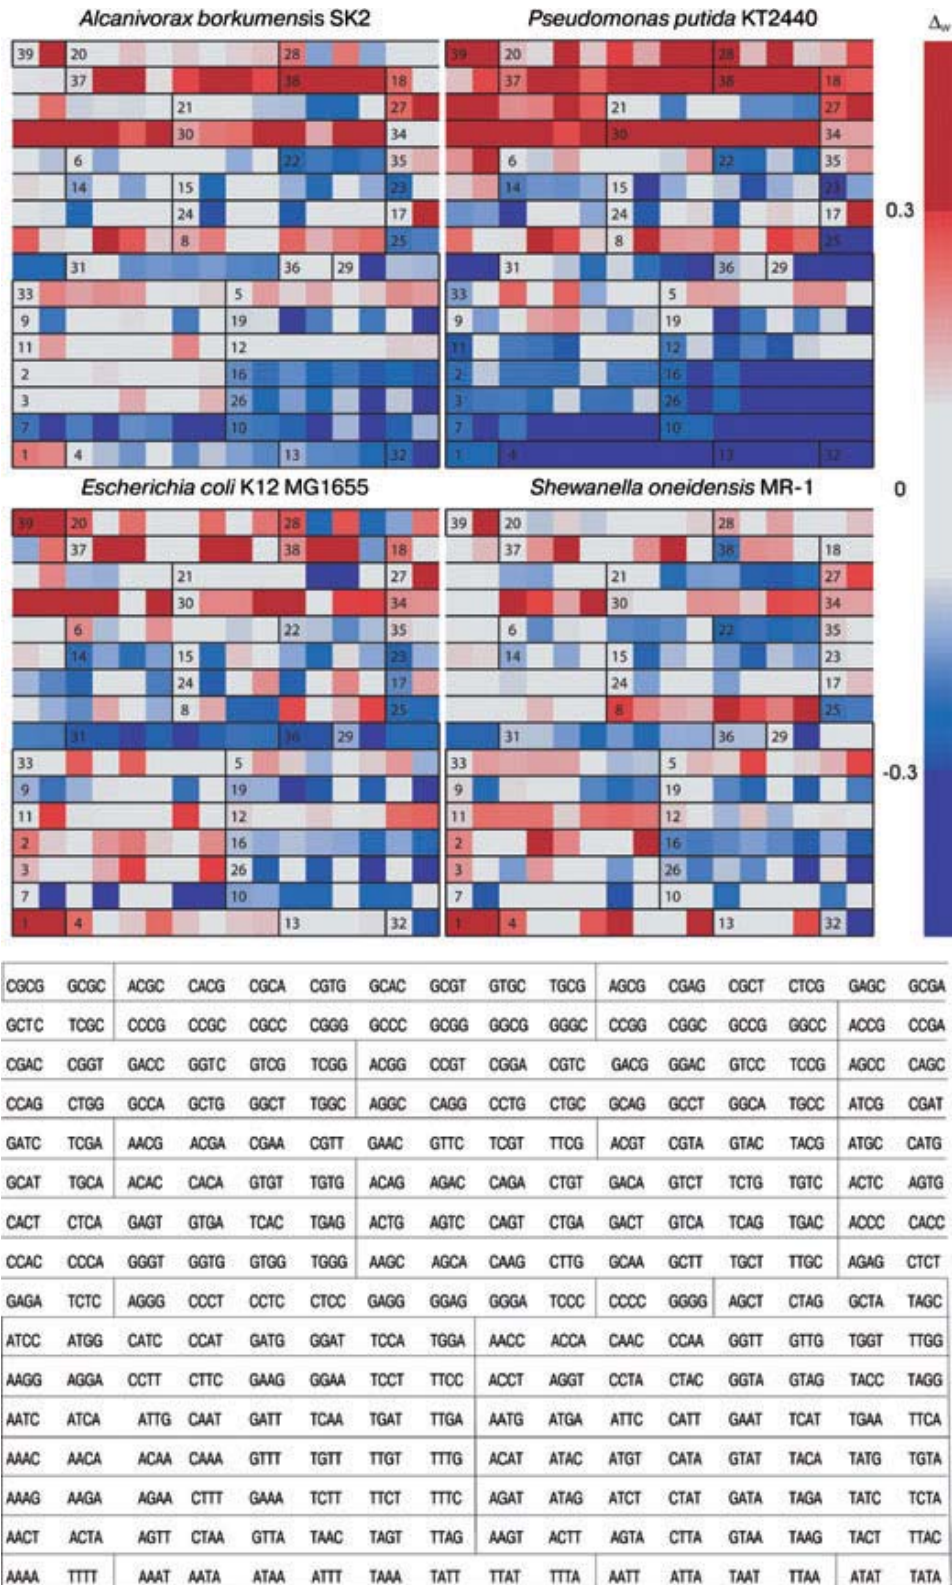 Alcanivorax borkumensis SK2
39 20 28
37 38 18
21 27
30 34
6 22 35
14 15 23
24 17
8 25
31 36 29
33 5
9 19
11 12
2 16
3 26
7 10
1 4 13 32
Pseudomonas putida KT2440
39 20 28
37 38 18
21 27
30 34
6 22 35
14 15 23
24 17
8 25
31 36 29
33 5
9 19
11 12
2 16
3 26
7 10
1 4 13 32
Δw
0.3
0
-0.3
Escherichia coli K12 MG1655
39 20 28
37 38 18
21 27
30 34
6 22 35
14 15 23
24 17
8 25
31 36 29
33 5
9 19
11 12
2 16
3 26
7 10
1 4 13 32
Shewanella oneidensis MR-1
39 20 28
37 38 18
21 27
30 34
6 22 35
14 15 23
24 17
8 25
31 36 29
33 5
9 19
11 12
2 16
3 26
7 10
1 4 13 32
CGCG GCGC ACGC CACG CGCA CGTG GCAC GCGT GTGC TGCG AGCG CGAG CGCT CTCG GAGC GCGA
GCTC TCGC CCCG CCGC CGCC CGGG GCCC GCGG GGCG GGGC CCGG CGGC GCCG GGCC ACCG CCGA
CGAC CGGT GACC GGTC GTCG TCGG ACGG CCGT CGGA CGTC GACG GGAC GTCC TCCG AGCC CAGC
CCAG CTGG GCCA GCTG GGCT TGGC AGGC CAGG CCTG CTGC GCAG GCCT GGCA TGCC ATCG CGAT
GATC TCGA AACG ACGA CGAA CGTT GAAC GTTC TCGT TTCG ACGT CGTA GTAC TACG ATGC CATG
GCAT TGCA ACAC CACA GTGT TGTG ACAG AGAC CAGA CTGT GACA GTCT TCTG TGTC ACTC AGTG
CACT CTCA GAGT GTGA TCAC TGAG ACTG AGTC CAGT CTGA GACT GTCA TCAG TGAC ACCC CACC
CCAC CCCA GGGT GGTG GTGG TGGG AAGC AGCA CAAG CTTG GCAA GCTT TGCT TTGC AGAG CTCT
GAGA TCTC AGGG CCCT CCTC CTCC GAGG GGAG GGGA TCCC CCCC GGGG AGCT CTAG GCTA TAGC
ATCC ATGG CATC CCAT GATG GGAT TCCA TGGA AACC ACCA CAAC CCAA GGTT GTTG TGGT TTGG
AAGG AGGA CCTT CTTC GAAG GGAA TCCT TTCC ACCT AGGT CCTA CTAC GGTA GTAG TACC TAGG
AATC ATCA ATTG CAAT GATT TCAA TGAT TTGA AATG ATGA ATTC CATT GAAT TCAT TGAA TTCA
AAAC AACA ACAA CAAA GTTT TGTT TTGT TTTG ACAT ATAC ATGT CATA GTAT TACA TATG TGTA
AAAG AAGA AGAA CTTT GAAA TCTT TTCT TTTC AGAT ATAG ATCT CTAT GATA TAGA TATC TCTA
AACT ACTA AGTT CTAA GTTA TAAC TAGT TTAG AAGT ACTT AGTA CTTA GTAA TAAG TACT TTAC
AAAA TTTT AAAT AATA ATAA ATTT TAAA TATT TTAT TTTA AATT ATTA TAAT TTAA ATAT TATA